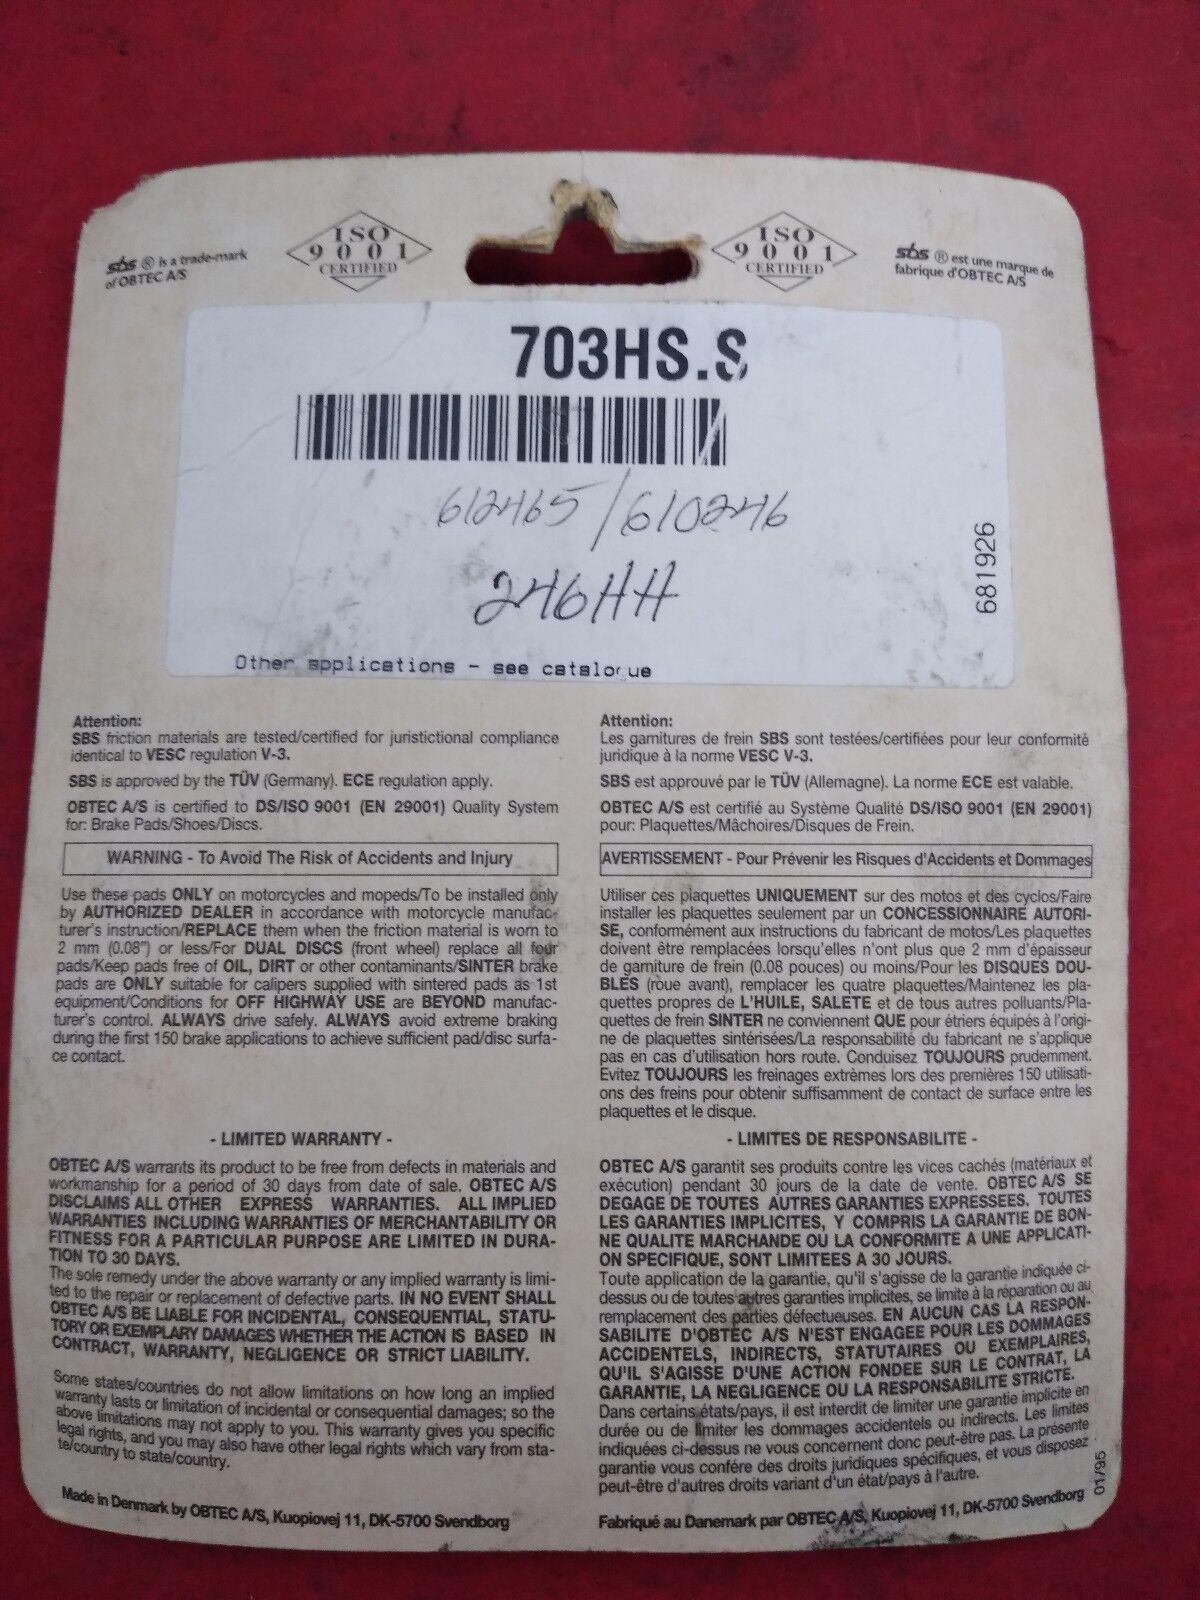 sbs ® is a trade-mark
of OBTEC A/S
ISO
9001
CERTIFIED
ISO
9001
CERTIFIED
sbs ® est une marque de
fabrique d'OBTEC A/S
703HS.S
612465/610246
246HH
681926
Other applications - see catalogue
Attention:
SBS friction materials are tested/certified for juristictional compliance
identical to VESC regulation V-3.
SBS is approved by the TÜV (Germany). ECE regulation apply.
OBTEC A/S is certified to DS/ISO 9001 (EN 29001) Quality System
for: Brake Pads/Shoes/Discs.
WARNING - To Avoid The Risk of Accidents and Injury
Use these pads ONLY on motorcycles and mopeds/To be installed only
by AUTHORIZED DEALER in accordance with motorcycle manufac-
turer's instruction/REPLACE them when the friction material is worn to
2 mm (0.08") or less/For DUAL DISCS (front wheel) replace all four
pads/Keep pads free of OIL, DIRT or other contaminants/SINTER brake
pads are ONLY suitable for calipers supplied with sintered pads as 1st
equipment/Conditions for OFF HIGHWAY USE are BEYOND manufac-
turer's control. ALWAYS drive safely. ALWAYS avoid extreme braking
during the first 150 brake applications to achieve sufficient pad/disc surfa-
ce contact.
- LIMITED WARRANTY -
OBTEC A/S warrants its product to be free from defects in materials and
workmanship for a period of 30 days from date of sale. OBTEC A/S
DISCLAIMS ALL OTHER EXPRESS WARRANTIES. ALL IMPLIED
WARRANTIES INCLUDING WARRANTIES OF MERCHANTABILITY OR
FITNESS FOR A PARTICULAR PURPOSE ARE LIMITED IN DURA-
TION TO 30 DAYS.
The sole remedy under the above warranty or any implied warranty is limi-
ted to the repair or replacement of defective parts. IN NO EVENT SHALL
OBTEC A/S BE LIABLE FOR INCIDENTAL, CONSEQUENTIAL, STATU-
TORY OR EXEMPLARY DAMAGES WHETHER THE ACTION IS BASED IN
CONTRACT, WARRANTY, NEGLIGENCE OR STRICT LIABILITY.
Some states/countries do not allow limitations on how long an implied
warranty lasts or limitation of incidental or consequential damages; so the
above limitations may not apply to you. This warranty gives you specific
legal rights, and you may also have other legal rights which vary from sta-
te/country to state/country.
Made in Denmark by OBTEC A/S, Kuopiovej 11, DK-5700 Svendborg
Attention:
Les garnitures de frein SBS sont testées/certifiées pour leur conformité
juridique à la norme VESC V-3.
SBS est approuvé par le TÜV (Allemagne). La norme ECE est valable.
OBTEC A/S est certifié au Système Qualité DS/ISO 9001 (EN 29001)
pour: Plaquettes/Mâchoires/Disques de Frein.
AVERTISSEMENT - Pour Prévenir les Risques d'Accidents et Dommages
Utiliser ces plaquettes UNIQUEMENT sur des motos et des cyclos/Faire
installer les plaquettes seulement par un CONCESSIONNAIRE AUTORI-
SE, conformément aux instructions du fabricant de motos/Les plaquettes
doivent être remplacées lorsqu'elles n'ont plus que 2 mm d'épaisseur
de garniture de frein (0.08 pouces) ou moins/Pour les DISQUES DOU-
BLES (roue avant), remplacer les quatre plaquettes/Maintenez les pla-
quettes propres de L'HUILE, SALETE et de tous autres polluants/Pla-
quettes de frein SINTER ne conviennent QUE pour étriers équipés à l'origi-
ne de plaquettes sintérisées/La responsabilité du fabricant ne s'applique
pas en cas d'utilisation hors route. Conduisez TOUJOURS prudemment.
Evitez TOUJOURS les freinages extrèmes lors des premières 150 utilisati-
ons des freins pour obtenir suffisamment de contact de surface entre les
plaquettes et le disque.
- LIMITES DE RESPONSABILITE -
OBTEC A/S garantit ses produits contre les vices cachés (matériaux et
exécution) pendant 30 jours de la date de vente. OBTEC A/S SE
DEGAGE DE TOUTES AUTRES GARANTIES EXPRESSEES. TOUTES
LES GARANTIES IMPLICITES, Y COMPRIS LA GARANTIE DE BON-
NE QUALITE MARCHANDE OU LA CONFORMITE A UNE APPLICATI-
ON SPECIFIQUE, SONT LIMITEES A 30 JOURS.
Toute application de la garantie, qu'il s'agisse de la garantie indiquée ci-
dessus ou de toutes autres garanties implicites, se limite à la réparation ou au
remplacement des parties défectueuses. EN AUCUN CAS LA RESPON-
SABILITE D'OBTEC A/S N'EST ENGAGEE POUR LES DOMMAGES
ACCIDENTELS, INDIRECTS, STATUTAIRES OU EXEMPLAIRES,
QU'IL S'AGISSE D'UNE ACTION FONDEE SUR LE CONTRAT, LA
GARANTIE, LA NEGLIGENCE OU LA RESPONSABILITE STRICTE.
Dans certains états/pays, il est interdit de limiter une garantie implicite en
durée ou de limiter les dommages accidentels ou indirects. Les limites
indiquées ci-dessus ne vous concernent donc peut-être pas. La présente
garantie vous confère des droits juridiques spécifiques, et vous disposez
peut-être d'autres droits variant d'un état/pays à l'autre.
Fabriqué au Danemark par OBTEC A/S, Kuopiovej 11, DK-5700 Svendborg
01/95